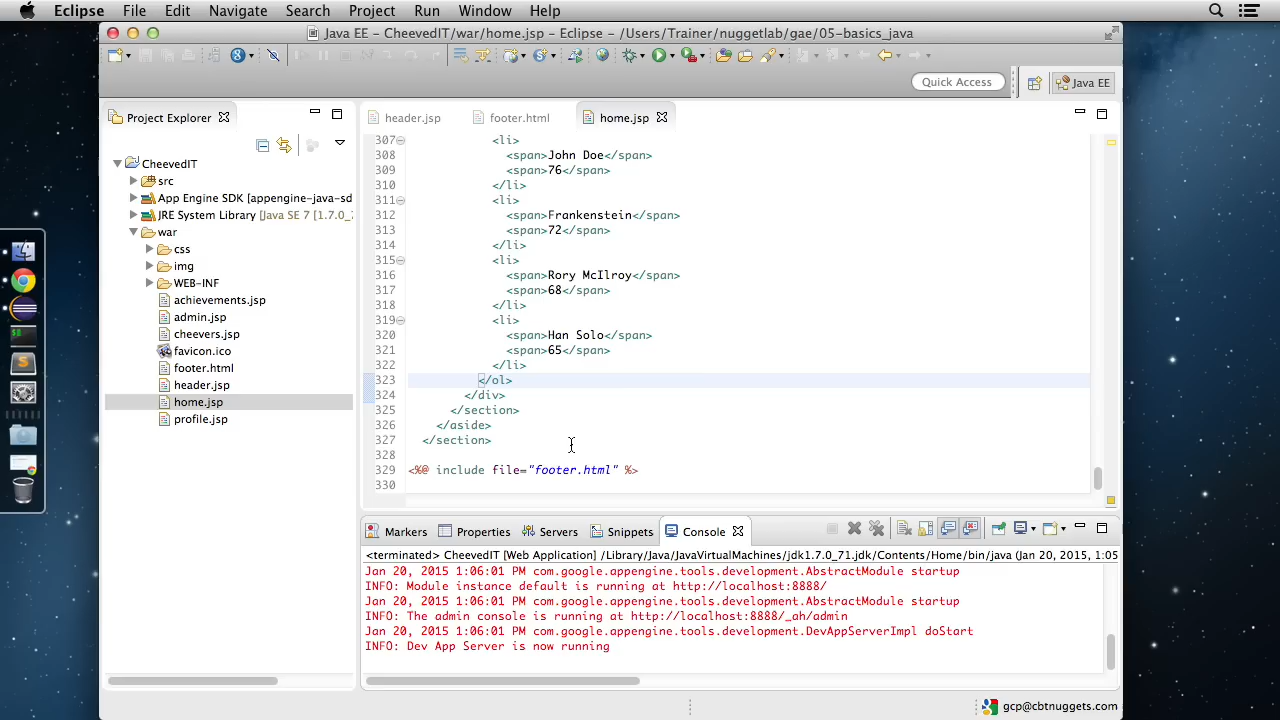 Eclipse File Edit Navigate Search Project Run Window Help
Java EE - CheevedIT/war/home.jsp - Eclipse - /Users/Trainer/nuggetlab/gae/05-basics_java
Quick Access
Java EE
Project Explorer
CheevedIT
src
App Engine SDK [appengine-java-sd
JRE System Library [Java SE 7 [1.7.0_
war
css
img
WEB-INF
achievements.jsp
admin.jsp
cheevers.jsp
favicon.ico
footer.html
header.jsp
home.jsp
profile.jsp
header.jsp footer.html home.jsp
307 <li>
308 <span>John Doe</span>
309 <span>76</span>
310 </li>
311 <li>
312 <span>Frankenstein</span>
313 <span>72</span>
314 </li>
315 <li>
316 <span>Rory McIlroy</span>
317 <span>68</span>
318 </li>
319 <li>
320 <span>Han Solo</span>
321 <span>65</span>
322 </li>
323 </ol>
324 </div>
325 </section>
326 </aside>
327 </section>
328
329 <%@ include file="footer.html" %>
330
Markers Properties Servers Snippets Console
<terminated> CheevedIT [Web Application] /Library/Java/JavaVirtualMachines/jdk1.7.0_71.jdk/Contents/Home/bin/java (Jan 20, 2015, 1:05
Jan 20, 2015 1:06:01 PM com.google.appengine.tools.development.AbstractModule startup
INFO: Module instance default is running at http://localhost:8888/
Jan 20, 2015 1:06:01 PM com.google.appengine.tools.development.AbstractModule startup
INFO: The admin console is running at http://localhost:8888/_ah/admin
Jan 20, 2015 1:06:01 PM com.google.appengine.tools.development.DevAppServerImpl doStart
INFO: Dev App Server is now running
gcp@cbtnuggets.com